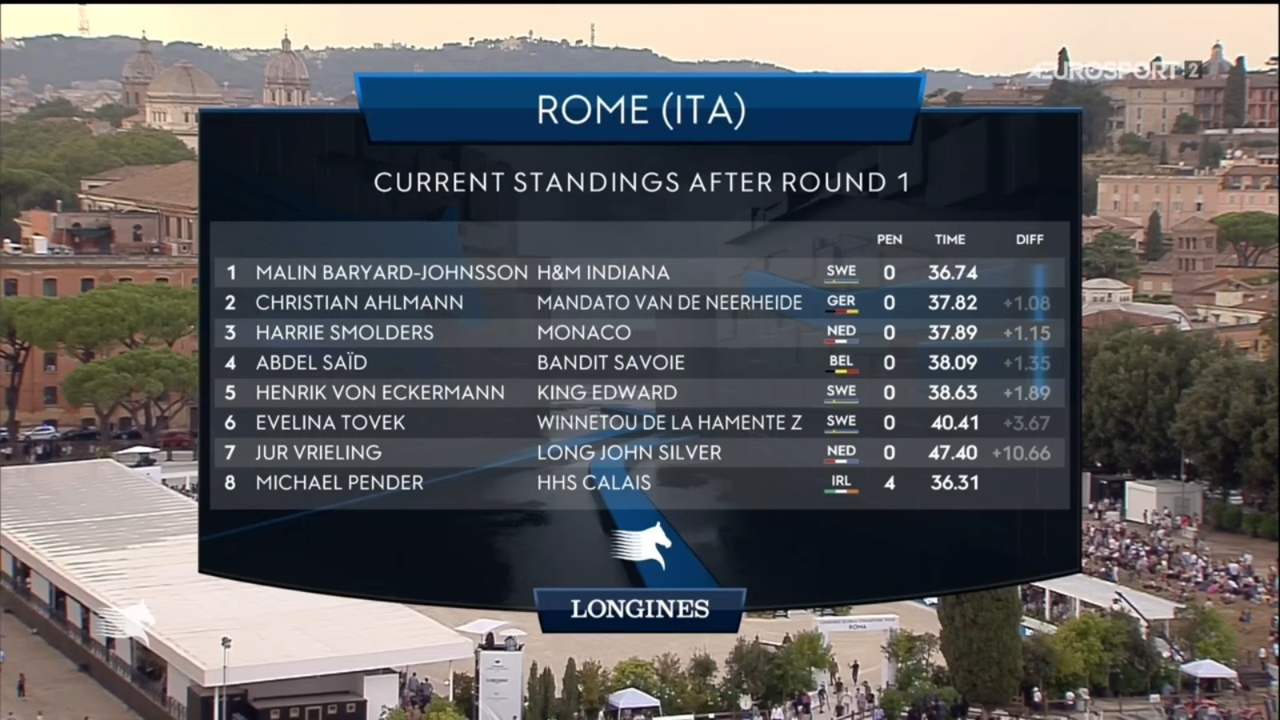 EUROSPORT 2
ROME (ITA)
CURRENT STANDINGS AFTER ROUND 1
PEN TIME DIFF
1 MALIN BARYARD-JOHNSSON H&M INDIANA SWE 0 36.74
2 CHRISTIAN AHLMANN MANDATO VAN DE NEERHEIDE GER 0 37.82 +1.08
3 HARRIE SMOLDERS MONACO NED 0 37.89 +1.15
4 ABDEL SAÏD BANDIT SAVOIE BEL 0 38.09 +1.35
5 HENRIK VON ECKERMANN KING EDWARD SWE 0 38.63 +1.89
6 EVELINA TOVEK WINNETOU DE LA HAMENTE Z SWE 0 40.41 +3.67
7 JUR VRIELING LONG JOHN SILVER NED 0 47.40 +10.66
8 MICHAEL PENDER HHS CALAIS IRL 4 36.31
LONGINES
ROMA